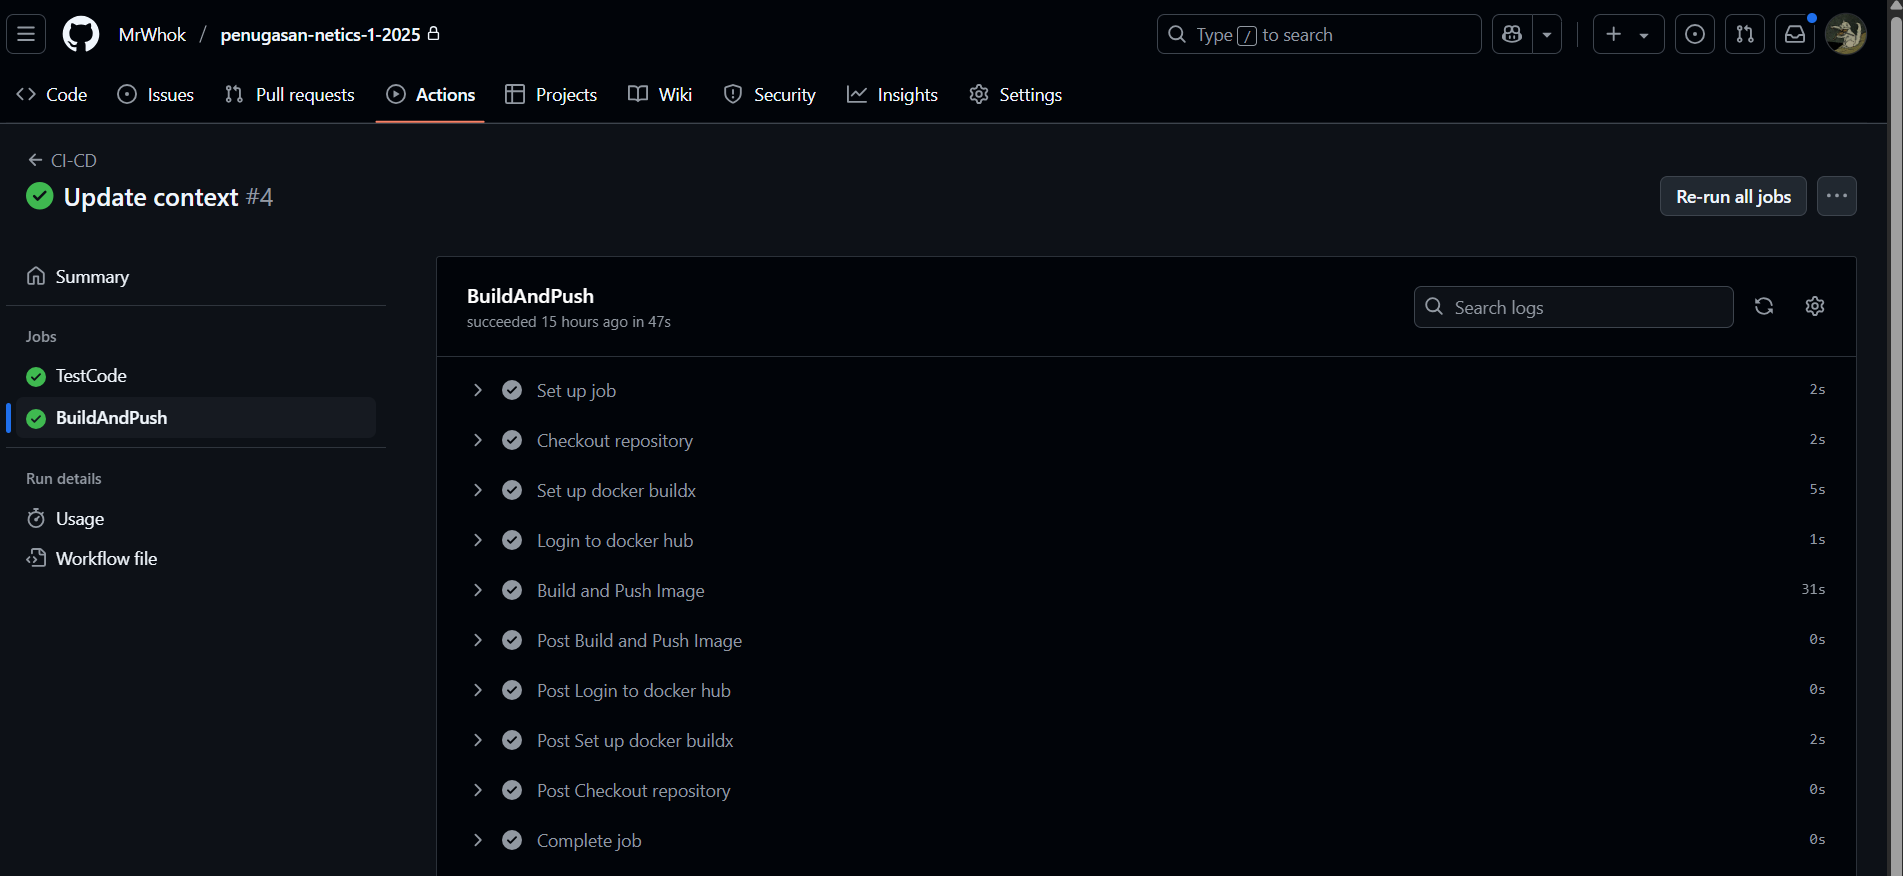 MrWhok / penugasan-netics-1-2025
Type / to search
Code
Issues
Pull requests
Actions
Projects
Wiki
Security
Insights
Settings
CI-CD
Update context #4
Re-run all jobs
Summary
Jobs
TestCode
BuildAndPush
Run details
Usage
Workflow file
BuildAndPush
succeeded 15 hours ago in 47s
Search logs
Set up job 2s
Checkout repository 2s
Set up docker buildx 5s
Login to docker hub 1s
Build and Push Image 31s
Post Build and Push Image 0s
Post Login to docker hub 0s
Post Set up docker buildx 2s
Post Checkout repository 0s
Complete job 0s